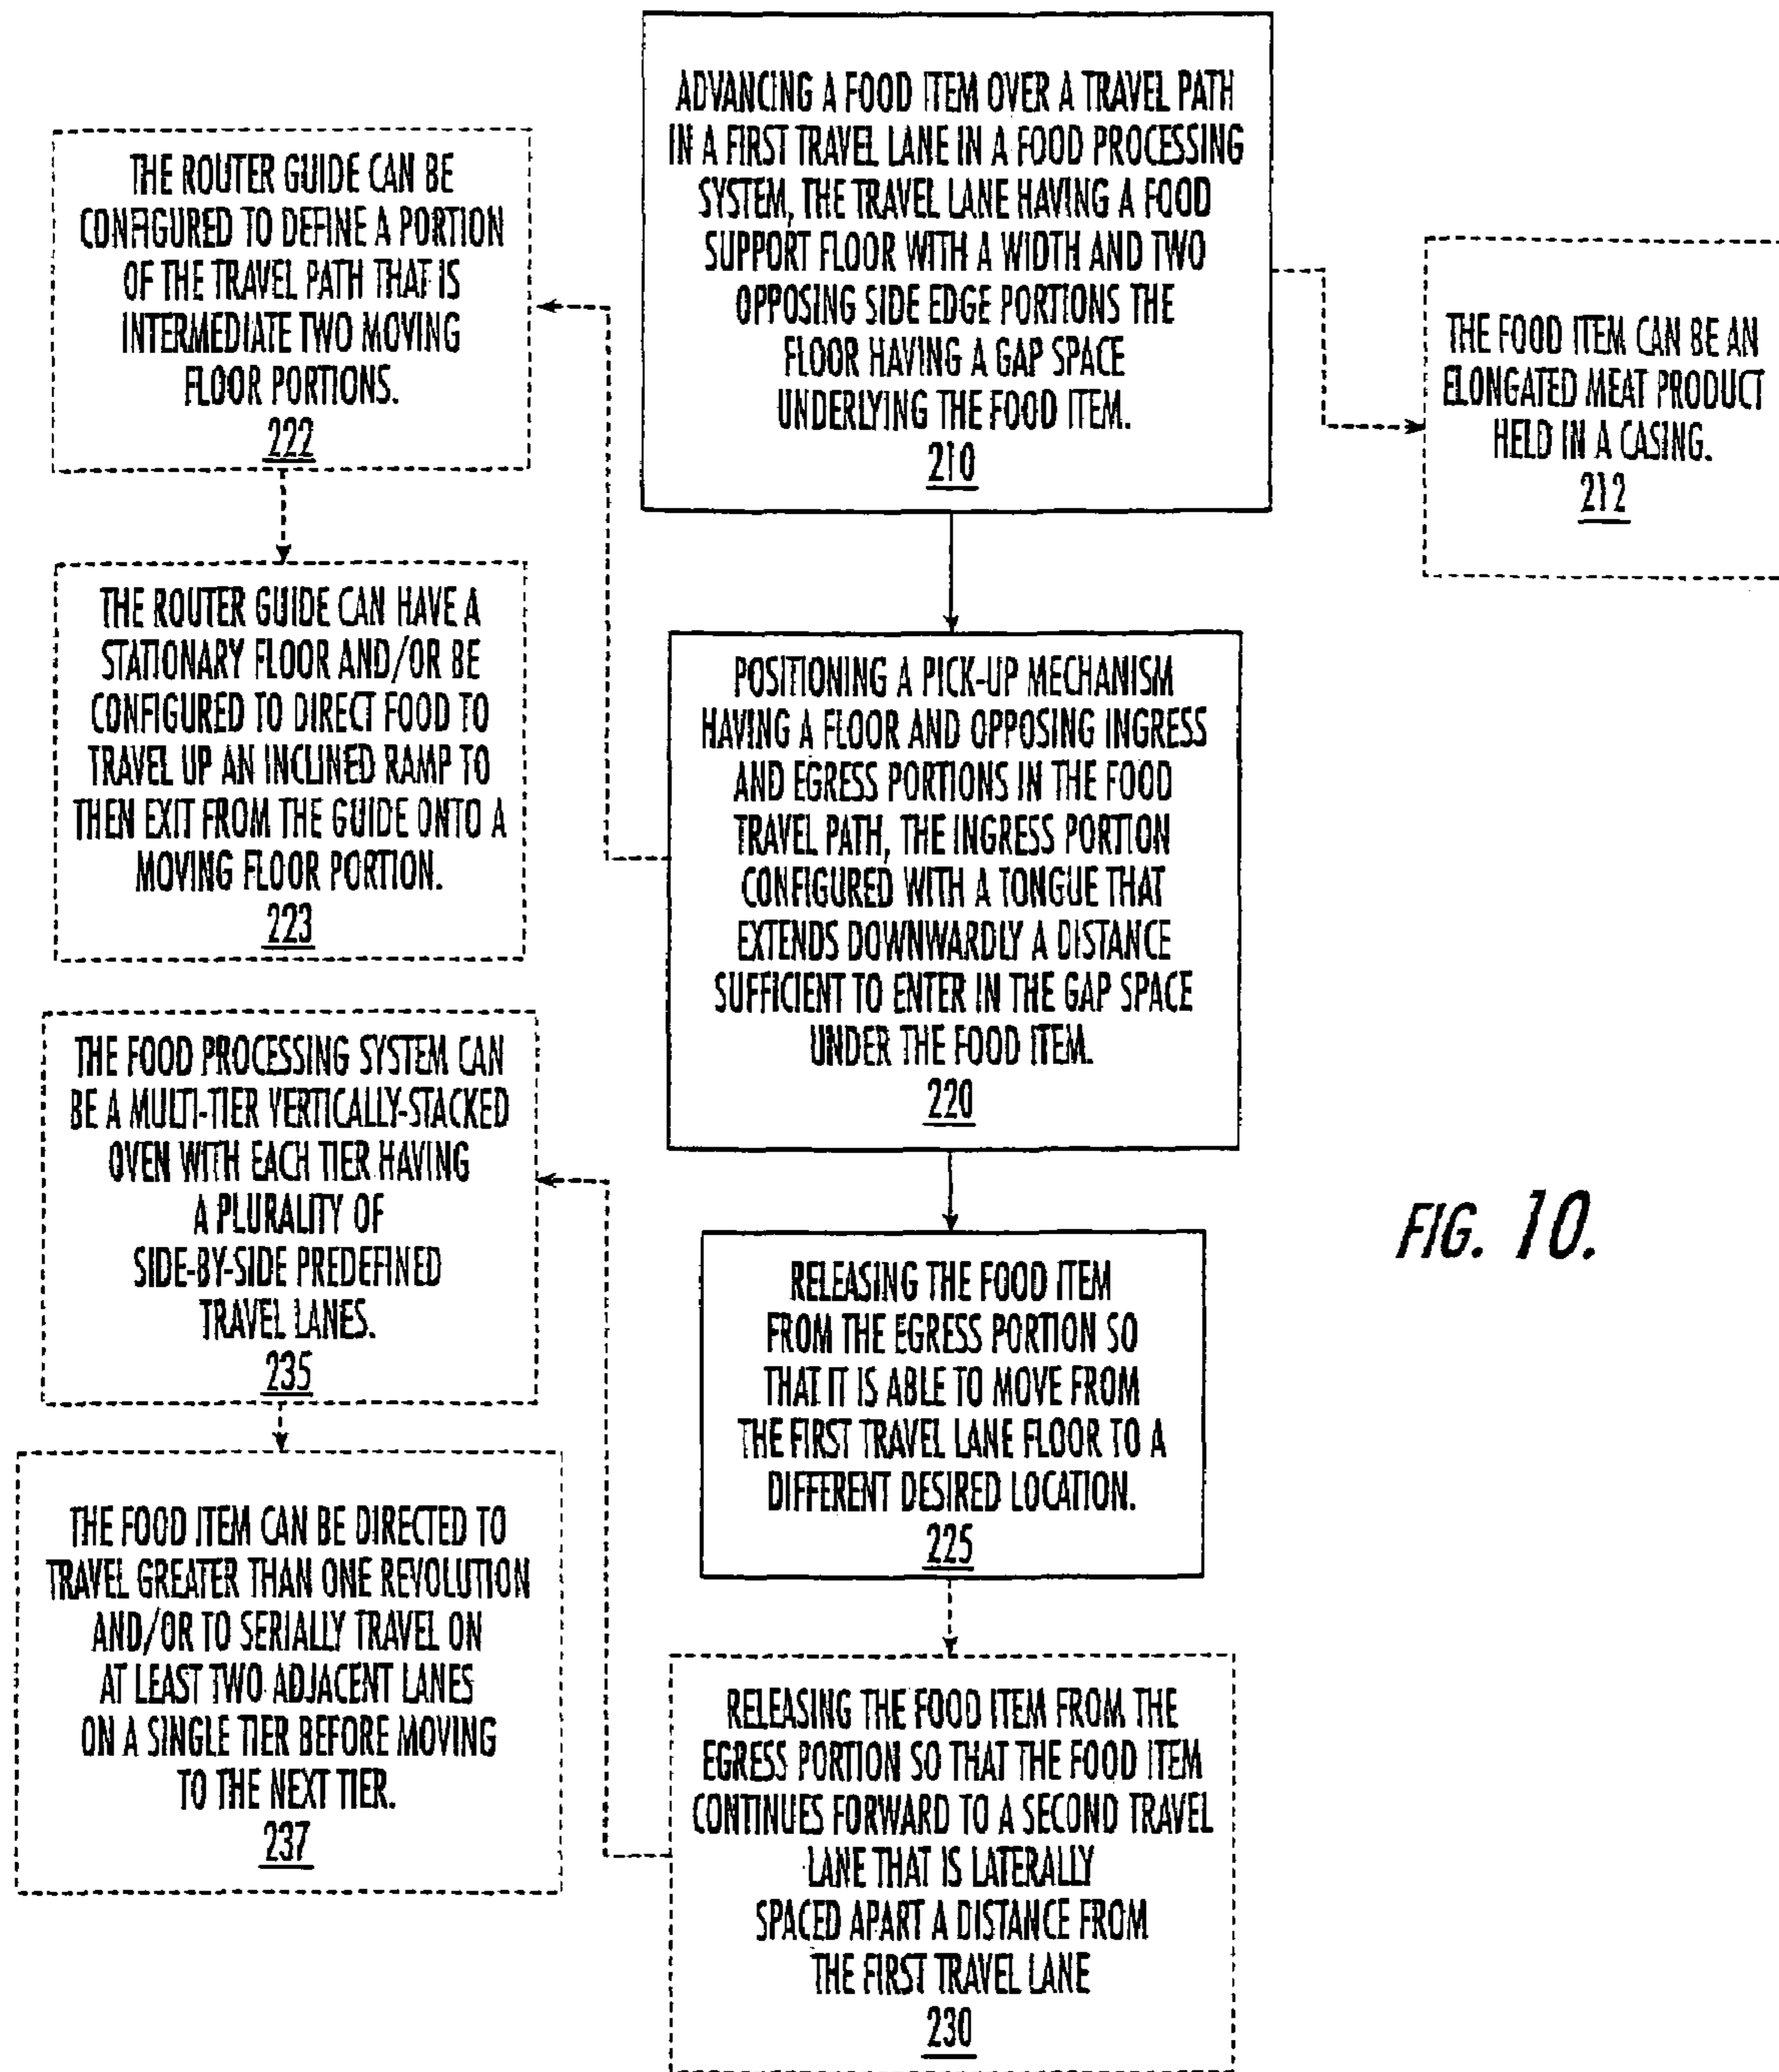 ADVANCING A FOOD ITEM OVER A TRAVEL PATH
IN A FIRST TRAVEL LANE IN A FOOD PROCESSING
SYSTEM, THE TRAVEL LANE HAVING A FOOD
SUPPORT FLOOR WITH A WIDTH AND TWO
OPPOSING SIDE EDGE PORTIONS THE
FLOOR HAVING A GAP SPACE
UNDERLYING THE FOOD ITEM.
210
THE FOOD ITEM CAN BE AN
ELONGATED MEAT PRODUCT
HELD IN A CASING.
212
POSITIONING A PICK-UP MECHANISM
HAVING A FLOOR AND OPPOSING INGRESS
AND EGRESS PORTIONS IN THE FOOD
TRAVEL PATH, THE INGRESS PORTION
CONFIGURED WITH A TONGUE THAT
EXTENDS DOWNWARDLY A DISTANCE
SUFFICIENT TO ENTER IN THE GAP SPACE
UNDER THE FOOD ITEM.
220
THE ROUTER GUIDE CAN BE
CONFIGURED TO DEFINE A PORTION
OF THE TRAVEL PATH THAT IS
INTERMEDIATE TWO MOVING
FLOOR PORTIONS.
222
THE ROUTER GUIDE CAN HAVE A
STATIONARY FLOOR AND/OR BE
CONFIGURED TO DIRECT FOOD TO
TRAVEL UP AN INCLINED RAMP TO
THEN EXIT FROM THE GUIDE ONTO A
MOVING FLOOR PORTION.
223
RELEASING THE FOOD ITEM
FROM THE EGRESS PORTION SO
THAT IT IS ABLE TO MOVE FROM
THE FIRST TRAVEL LANE FLOOR TO A
DIFFERENT DESIRED LOCATION.
225
RELEASING THE FOOD ITEM FROM THE
EGRESS PORTION SO THAT THE FOOD ITEM
CONTINUES FORWARD TO A SECOND TRAVEL
LANE THAT IS LATERALLY
SPACED APART A DISTANCE FROM
THE FIRST TRAVEL LANE
230
THE FOOD PROCESSING SYSTEM CAN
BE A MULTI-TIER VERTICALLY-STACKED
OVEN WITH EACH TIER HAVING
A PLURALITY OF
SIDE-BY-SIDE PREDEFINED
TRAVEL LANES.
235
THE FOOD ITEM CAN BE DIRECTED TO
TRAVEL GREATER THAN ONE REVOLUTION
AND/OR TO SERIALLY TRAVEL ON
AT LEAST TWO ADJACENT LANES
ON A SINGLE TIER BEFORE MOVING
TO THE NEXT TIER.
237
FIG. 10.